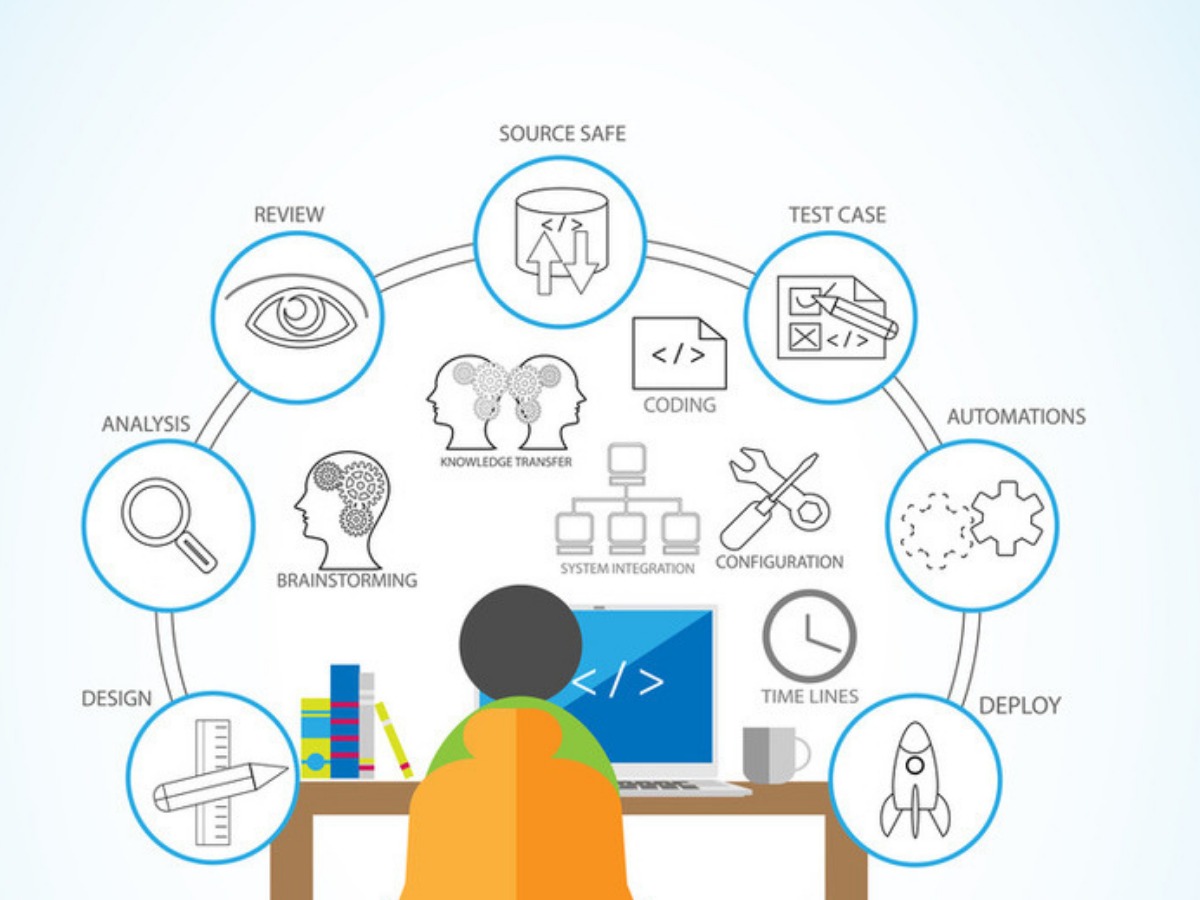 SOURCE SAFE
REVIEW
TEST CASE
</>
</>
</>
CODING
ANALYSIS
AUTOMATIONS
KNOWLEDGE TRANSFER
BRAINSTORMING
SYSTEM INTEGRATION
CONFIGURATION
</>
TIME LINES
DESIGN
DEPLOY